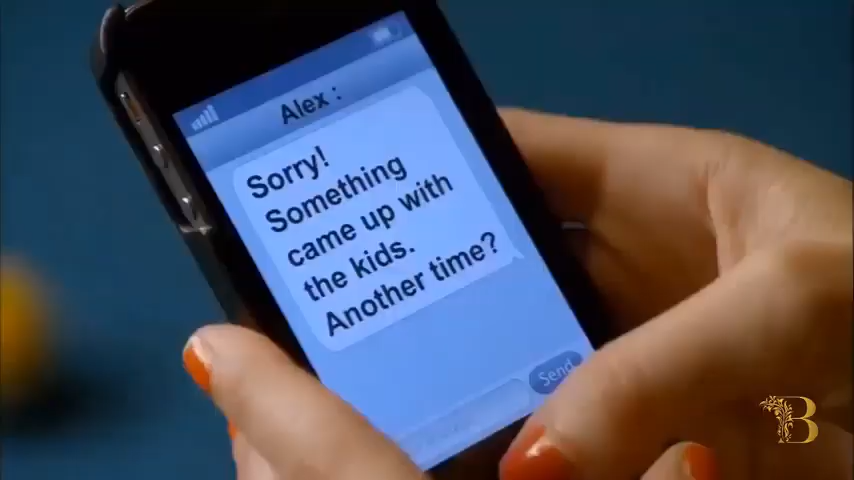 Alex :
Sorry!
Something
came up with
the kids.
Another time?
Send
B